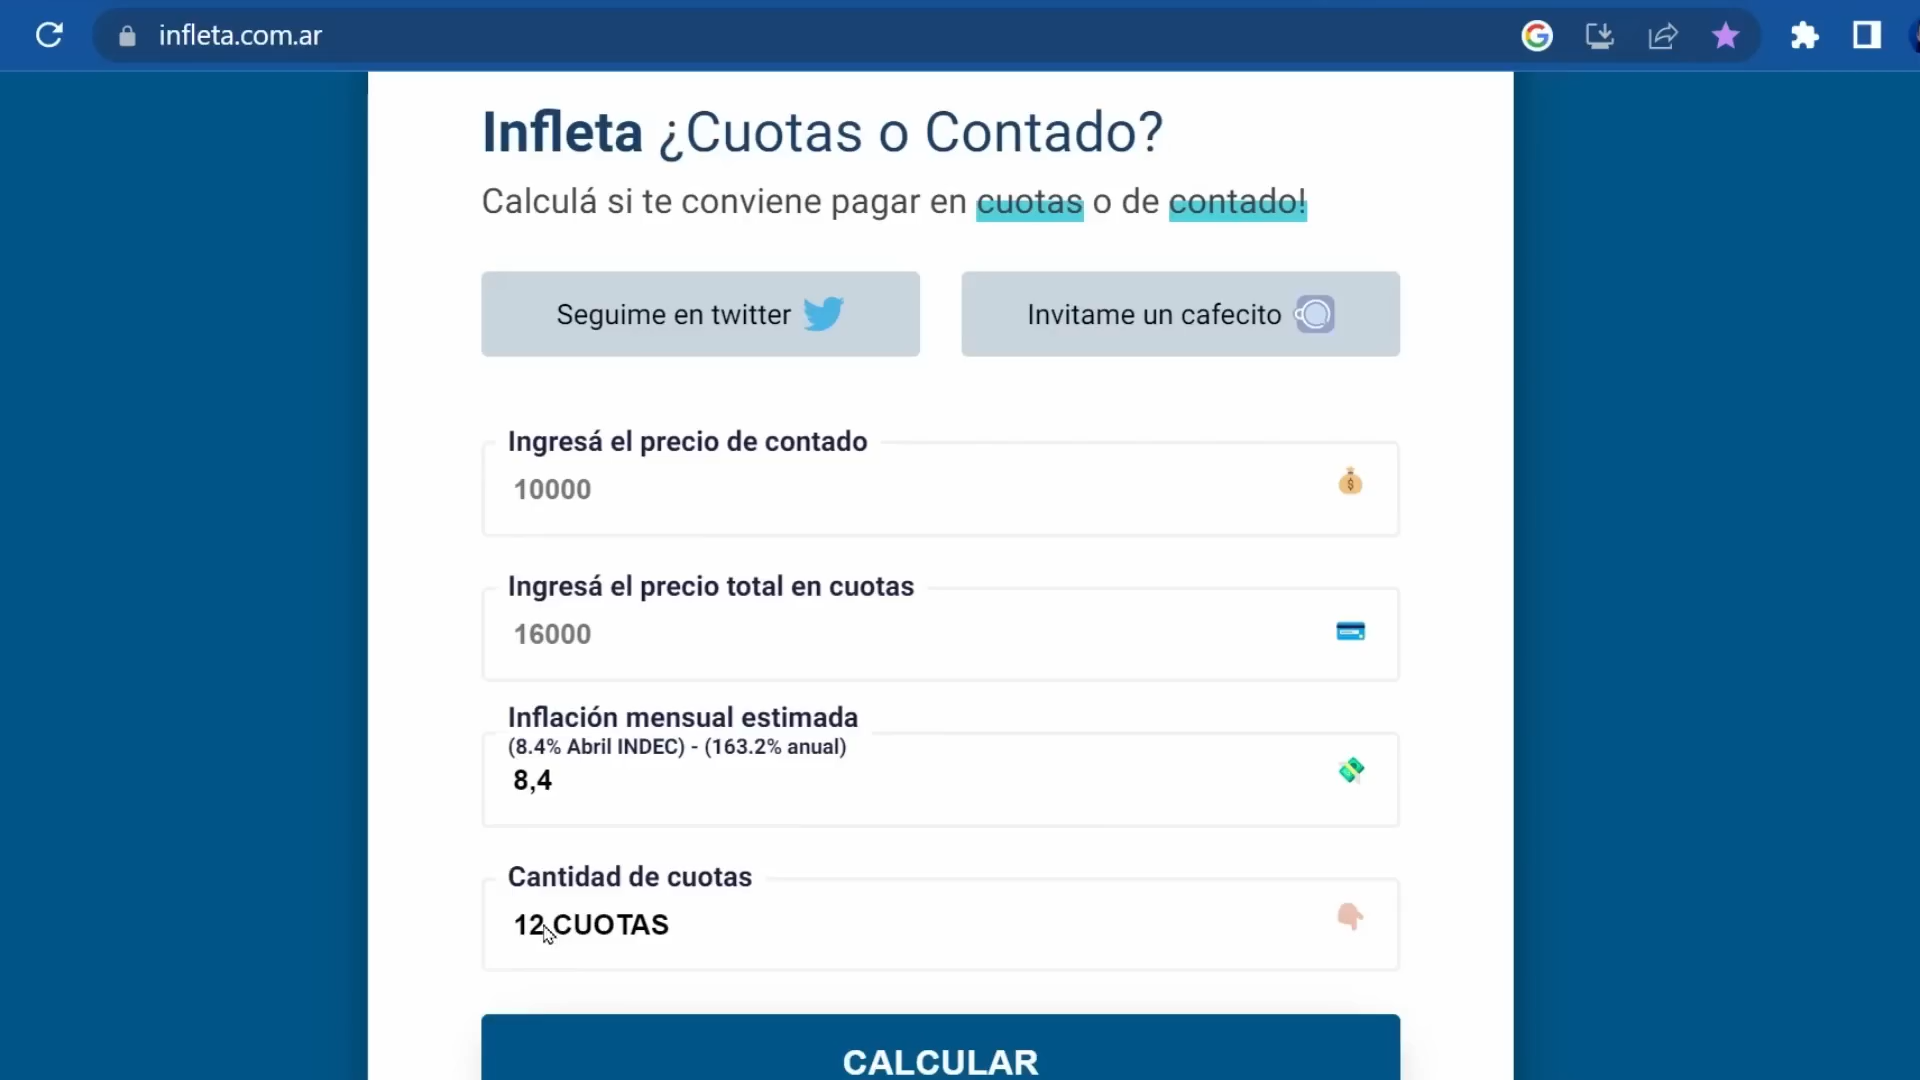 infleta.com.ar
Infleta ¿Cuotas o Contado?
Calculá si te conviene pagar en cuotas o de contado!
Seguime en twitter
Invitame un cafecito
Ingresá el precio de contado
10000
Ingresá el precio total en cuotas
16000
Inflación mensual estimada
(8.4% Abril INDEC) - (163.2% anual)
8,4
Cantidad de cuotas
12 CUOTAS
CALCULAR